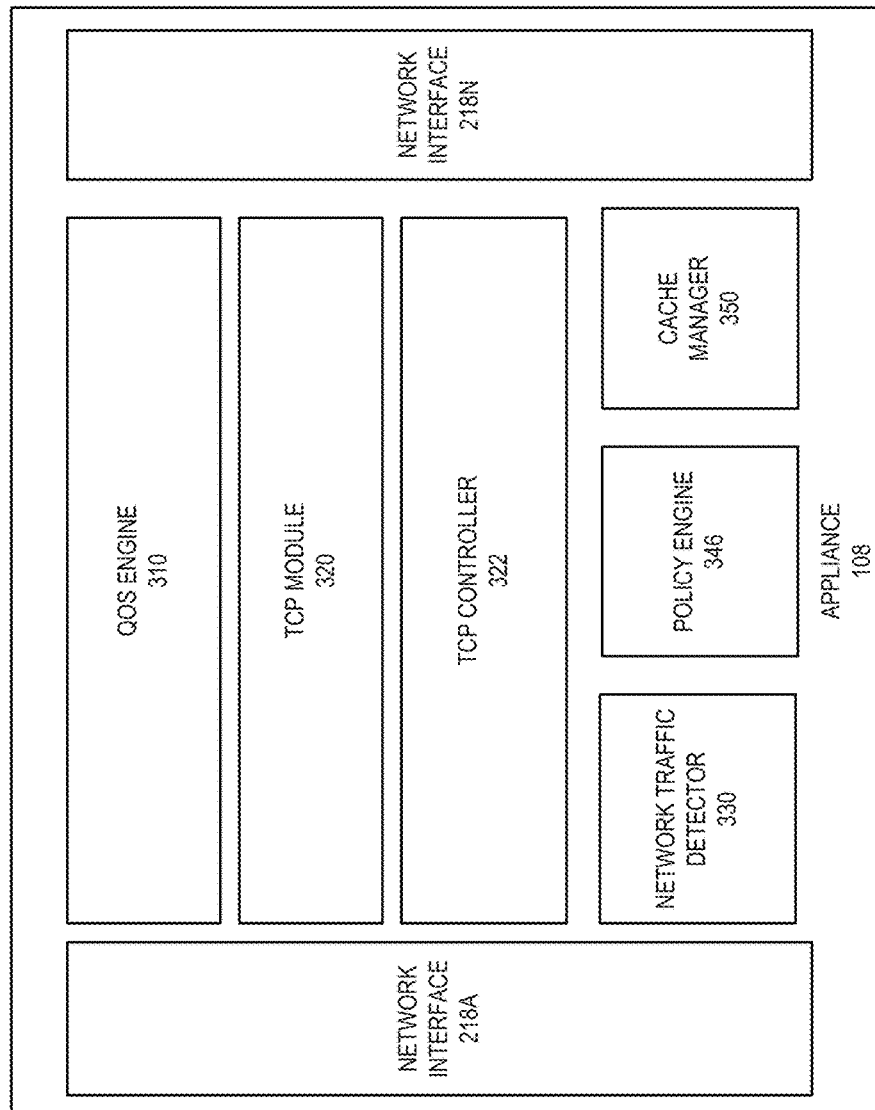 NETWORK
INTERFACE
218A
QOS ENGINE
310
TCP MODULE
320
TCP CONTROLLER
322
NETWORK TRAFFIC
DETECTOR
330
POLICY ENGINE
346
CACHE
MANAGER
350
NETWORK
INTERFACE
218N
APPLIANCE
108